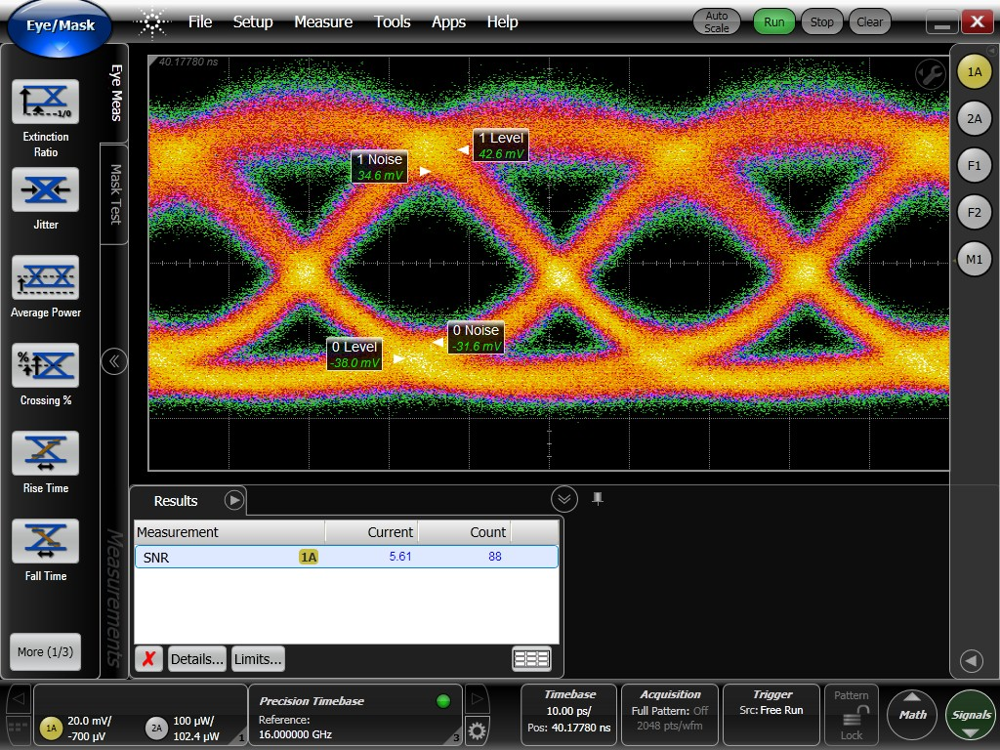 Eye/Mask
File Setup Measure Tools Apps Help
Auto
Scale
Run
Stop
Clear
Eye Meas
Mask Test
Measurements
Extinction
Ratio
Jitter
Average Power
%
Crossing %
Rise Time
Fall Time
More (1/3)
40.17780 ns
1 Level
42.6 mV
1 Noise
34.6 mV
0 Noise
-31.6 mV
0 Level
-38.0 mV
1A
2A
F1
F2
M1
Results
Measurement Current Count
SNR 1A 5.61 88
Details...
Limits...
1A
20.0 mV/
-700 µV
2A
100 µW/
102.4 µW
1
Precision Timebase
Reference:
16.000000 GHz
3
Timebase
10.00 ps/
Pos: 40.17780 ns
Acquisition
Full Pattern: Off
2048 pts/wfm
Trigger
Src: Free Run
Pattern
Lock
Math
Signals